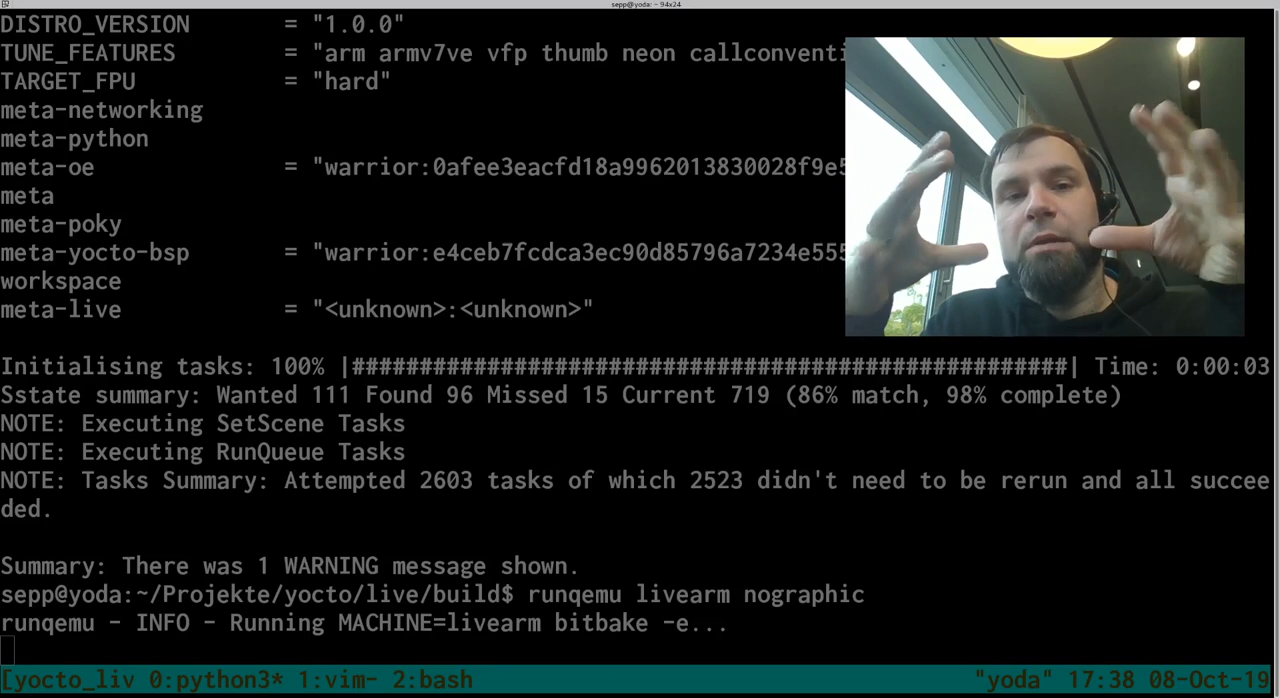 sepp@yoda: ~ 94x24
DISTRO_VERSION = "1.0.0"
TUNE_FEATURES = "arm armv7ve vfp thumb neon callconventi
TARGET_FPU = "hard"
meta-networking
meta-python
meta-oe = "warrior:0afee3eacfd18a9962013830028f9e5
meta
meta-poky
meta-yocto-bsp = "warrior:e4ceb7fcdca3ec90d85796a7234e555
workspace
meta-live = "<unknown>:<unknown>"
Initialising tasks: 100% |#####################################################| Time: 0:00:03
Sstate summary: Wanted 111 Found 96 Missed 15 Current 719 (86% match, 98% complete)
NOTE: Executing SetScene Tasks
NOTE: Executing RunQueue Tasks
NOTE: Tasks Summary: Attempted 2603 tasks of which 2523 didn't need to be rerun and all succee
ded.
Summary: There was 1 WARNING message shown.
sepp@yoda:~/Projekte/yocto/live/build$ runqemu livearm nographic
runqemu - INFO - Running MACHINE=livearm bitbake -e...
[yocto_liv 0:python3* 1:vim- 2:bash "yoda" 17:38 08-Oct-19